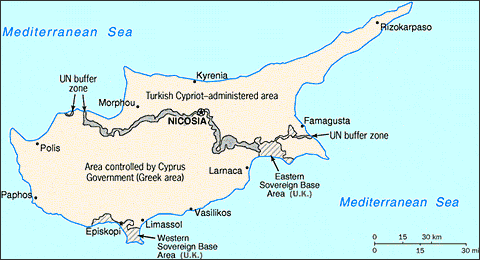 Mediterranean Sea
Rizokarpaso
UN buffer
zone
Kyrenia
Morphou
Turkish Cypriot–administered area
NICOSIA
Famagusta
UN buffer zone
Polis
Area controlled by Cyprus
Government (Greek area)
Larnaca
Eastern
Sovereign Base
Area (U.K.)
Paphos
Vasilikos
Limassol
Episkopi
Western
Sovereign Base
Area (U.K.)
Mediterranean Sea
0 15 30 km
0 15 30 mi